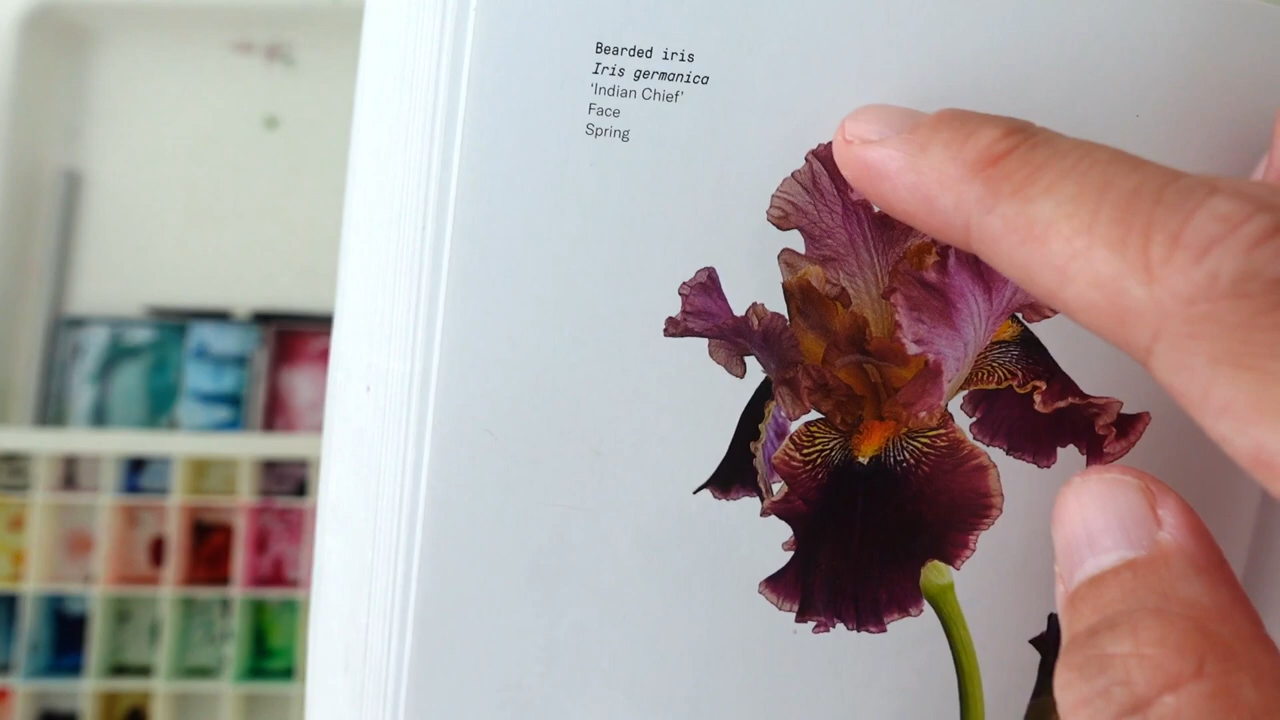 Bearded iris
Iris germanica
‘Indian Chief’
Face
Spring